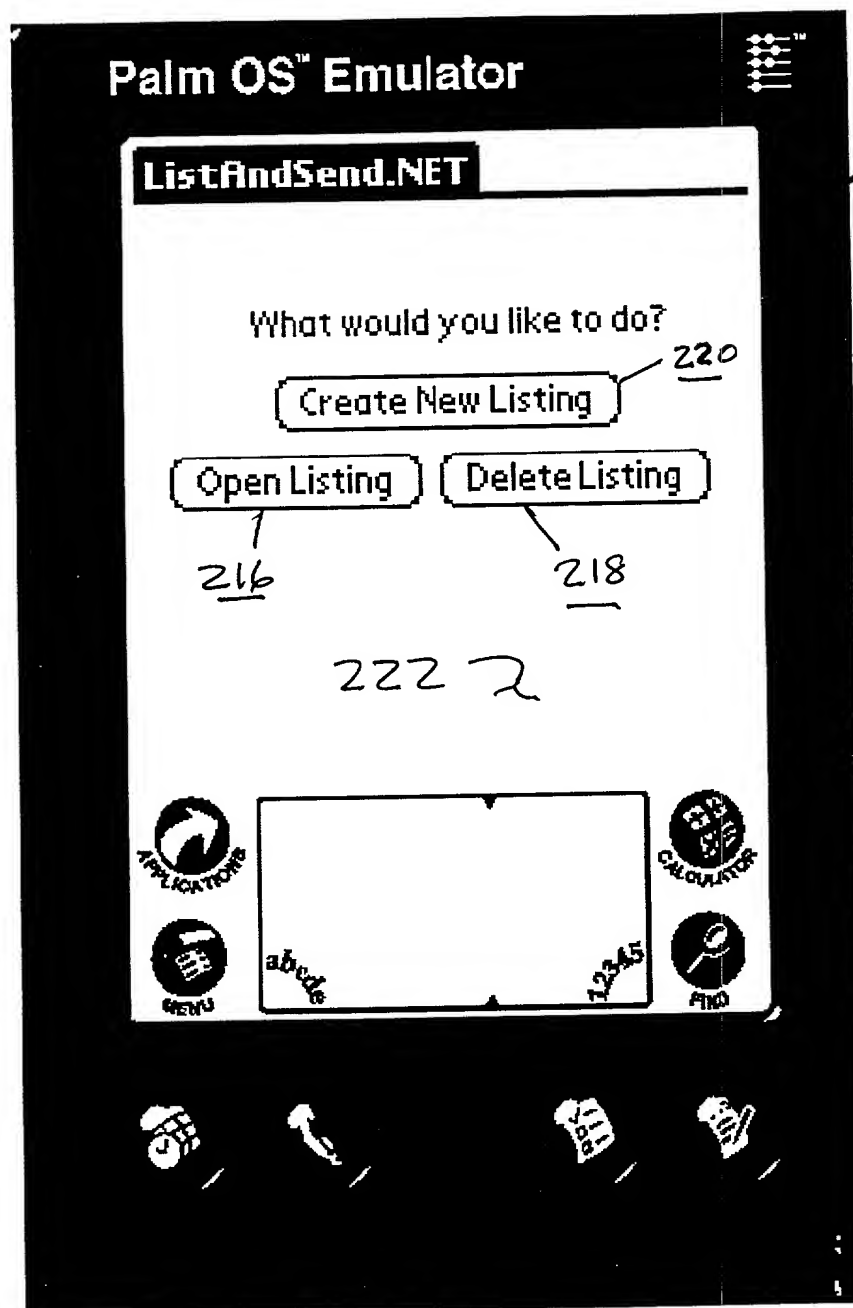 Palm OS™ Emulator
™
ListAndSend.NET
What would you like to do?
220
Create New Listing
Open Listing Delete Listing
216 218
222
APPLICATIONS
CALCULATOR
abcde
12345
MENU
FIND